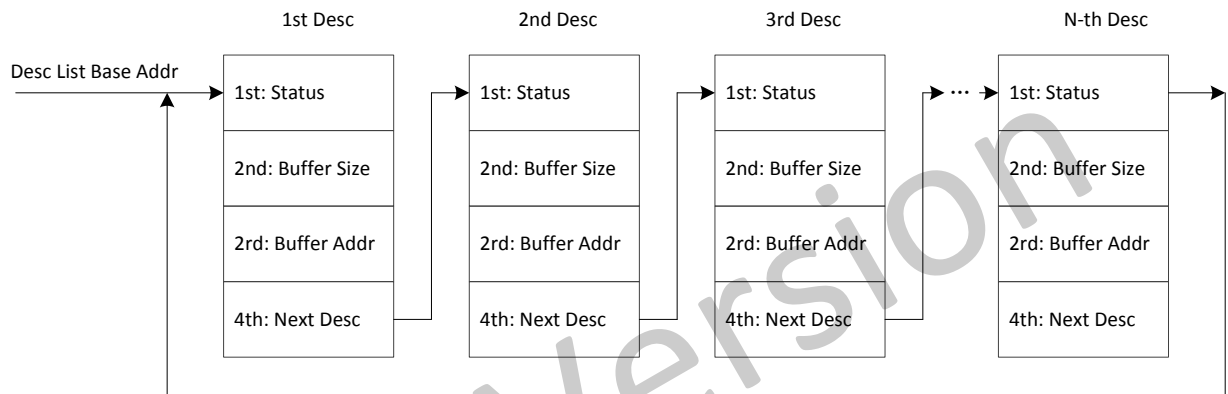 1st Desc
2nd Desc
3rd Desc
N-th Desc
Desc List Base Addr
1st: Status
1st: Status
1st: Status
...
1st: Status
2nd: Buffer Size
2nd: Buffer Size
2nd: Buffer Size
2nd: Buffer Size
2rd: Buffer Addr
2rd: Buffer Addr
2rd: Buffer Addr
2rd: Buffer Addr
4th: Next Desc
4th: Next Desc
4th: Next Desc
4th: Next Desc
Version